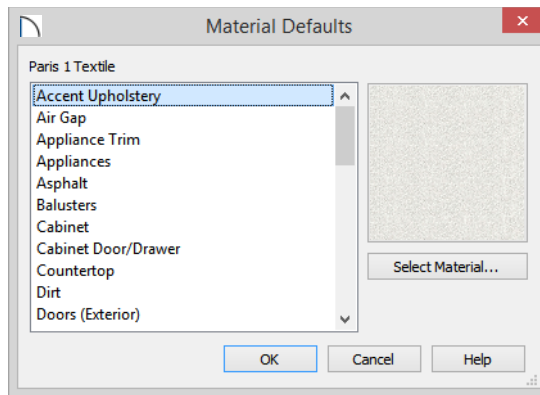 Material Defaults
Paris 1 Textile
Accent Upholstery
Air Gap
Appliance Trim
Appliances
Asphalt
Balusters
Cabinet
Cabinet Door/Drawer
Countertop
Dirt
Doors (Exterior)
Select Material...
OK Cancel Help